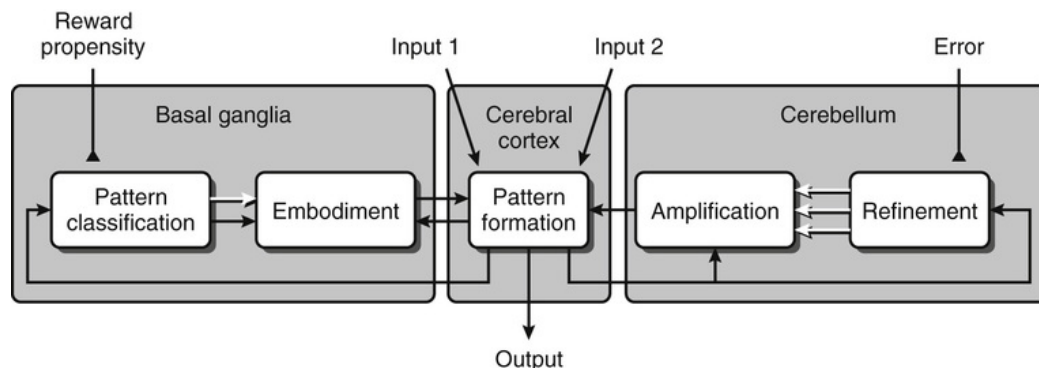 Reward
propensity
Input 1
Input 2
Error
Basal ganglia
Cerebral
cortex
Cerebellum
Pattern
classification
Embodiment
Pattern
formation
Amplification
Refinement
Output